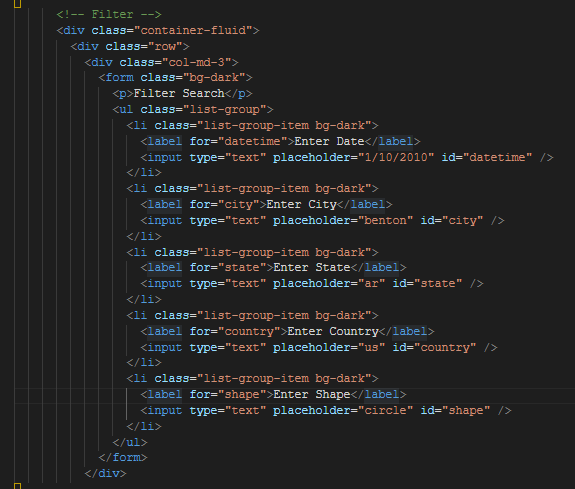 <!-- Filter -->
<div class="container-fluid">
<div class="row">
<div class="col-md-3">
<form class="bg-dark">
<p>Filter Search</p>
<ul class="list-group">
<li class="list-group-item bg-dark">
<label for="datetime">Enter Date</label>
<input type="text" placeholder="1/10/2010" id="datetime" />
</li>
<li class="list-group-item bg-dark">
<label for="city">Enter City</label>
<input type="text" placeholder="benton" id="city" />
</li>
<li class="list-group-item bg-dark">
<label for="state">Enter State</label>
<input type="text" placeholder="ar" id="state" />
</li>
<li class="list-group-item bg-dark">
<label for="country">Enter Country</label>
<input type="text" placeholder="us" id="country" />
</li>
<li class="list-group-item bg-dark">
<label for="shape">Enter Shape</label>
<input type="text" placeholder="circle" id="shape" />
</li>
</ul>
</form>
</div>